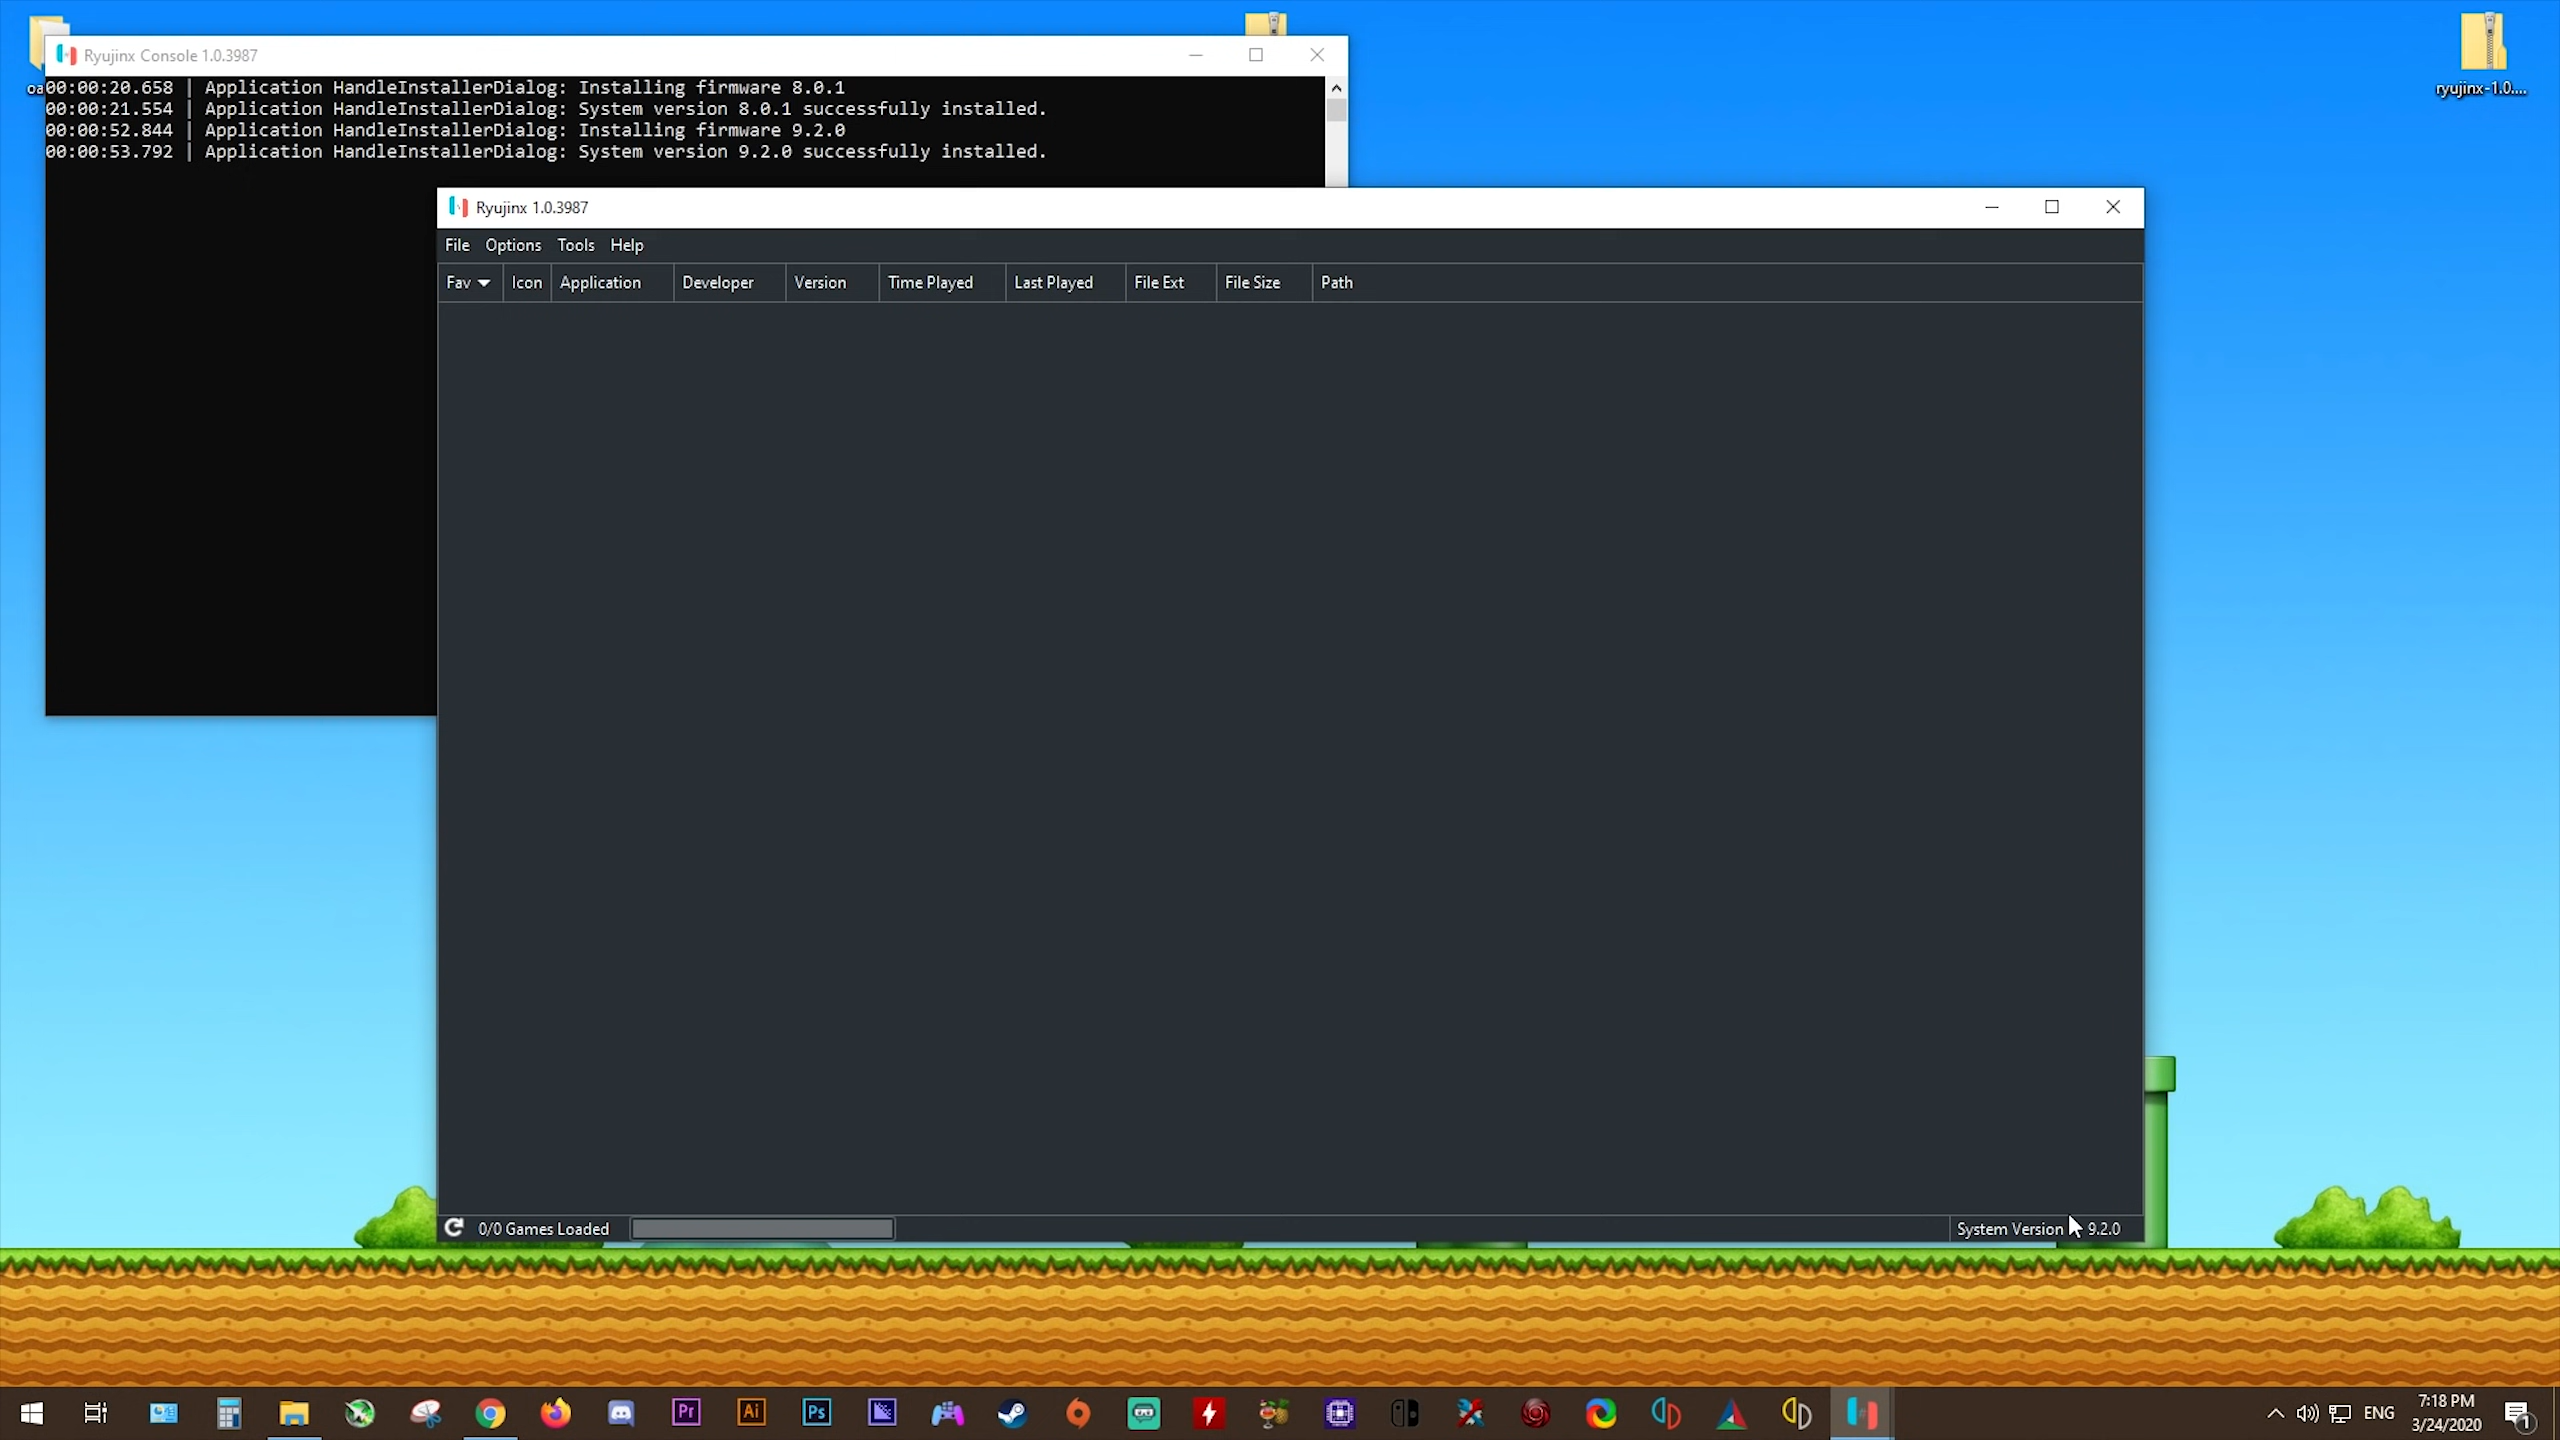 Ryujinx Console 1.0.3987
00:00:20.658 | Application HandleInstallerDialog: Installing firmware 8.0.1
00:00:21.554 | Application HandleInstallerDialog: System version 8.0.1 successfully installed.
00:00:52.844 | Application HandleInstallerDialog: Installing firmware 9.2.0
00:00:53.792 | Application HandleInstallerDialog: System version 9.2.0 successfully installed.
ryujinx-1.0....
Ryujinx 1.0.3987
File Options Tools Help
Fav Icon Application Developer Version Time Played Last Played File Ext File Size Path
0/0 Games Loaded
System Version 9.2.0
Pr Ai Ps
ENG
7:18 PM
3/24/2020
1